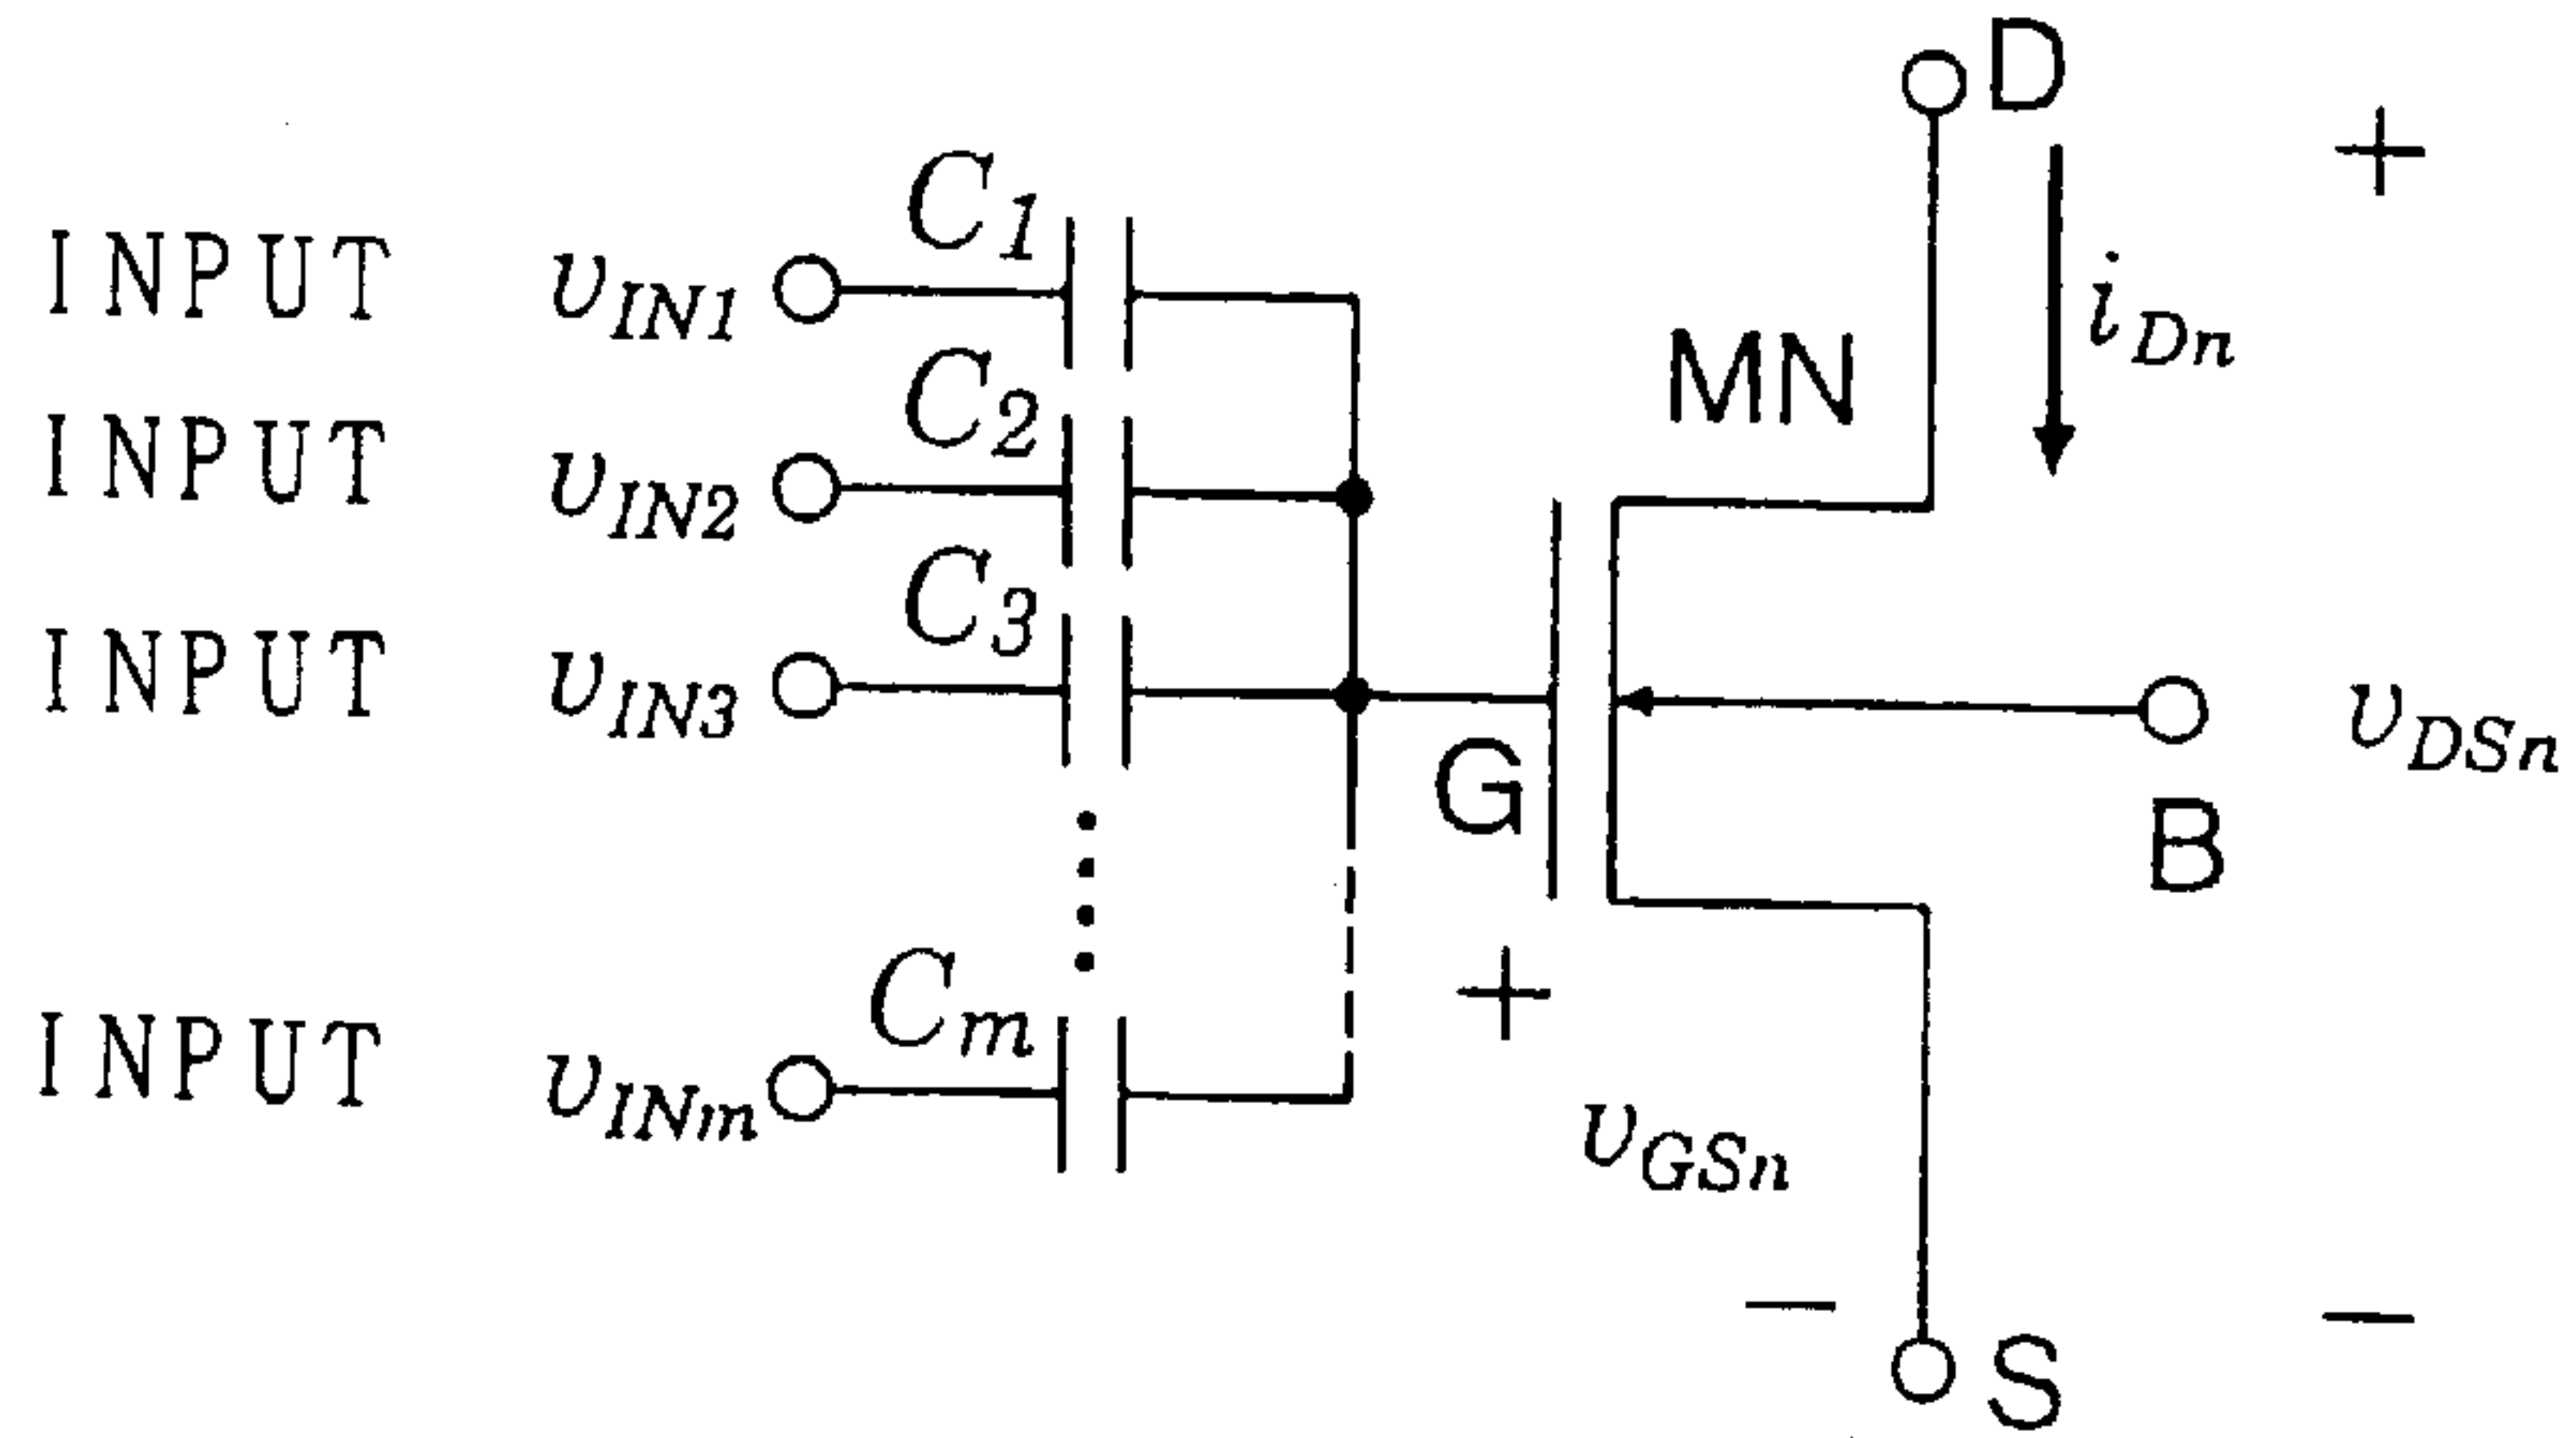 D
+
C1
INPUT vIN1
iDn
MN
C2
INPUT vIN2
C3
INPUT vIN3
vDSn
G
B
Cm
+
INPUT vINm
vGSn
−
−
S